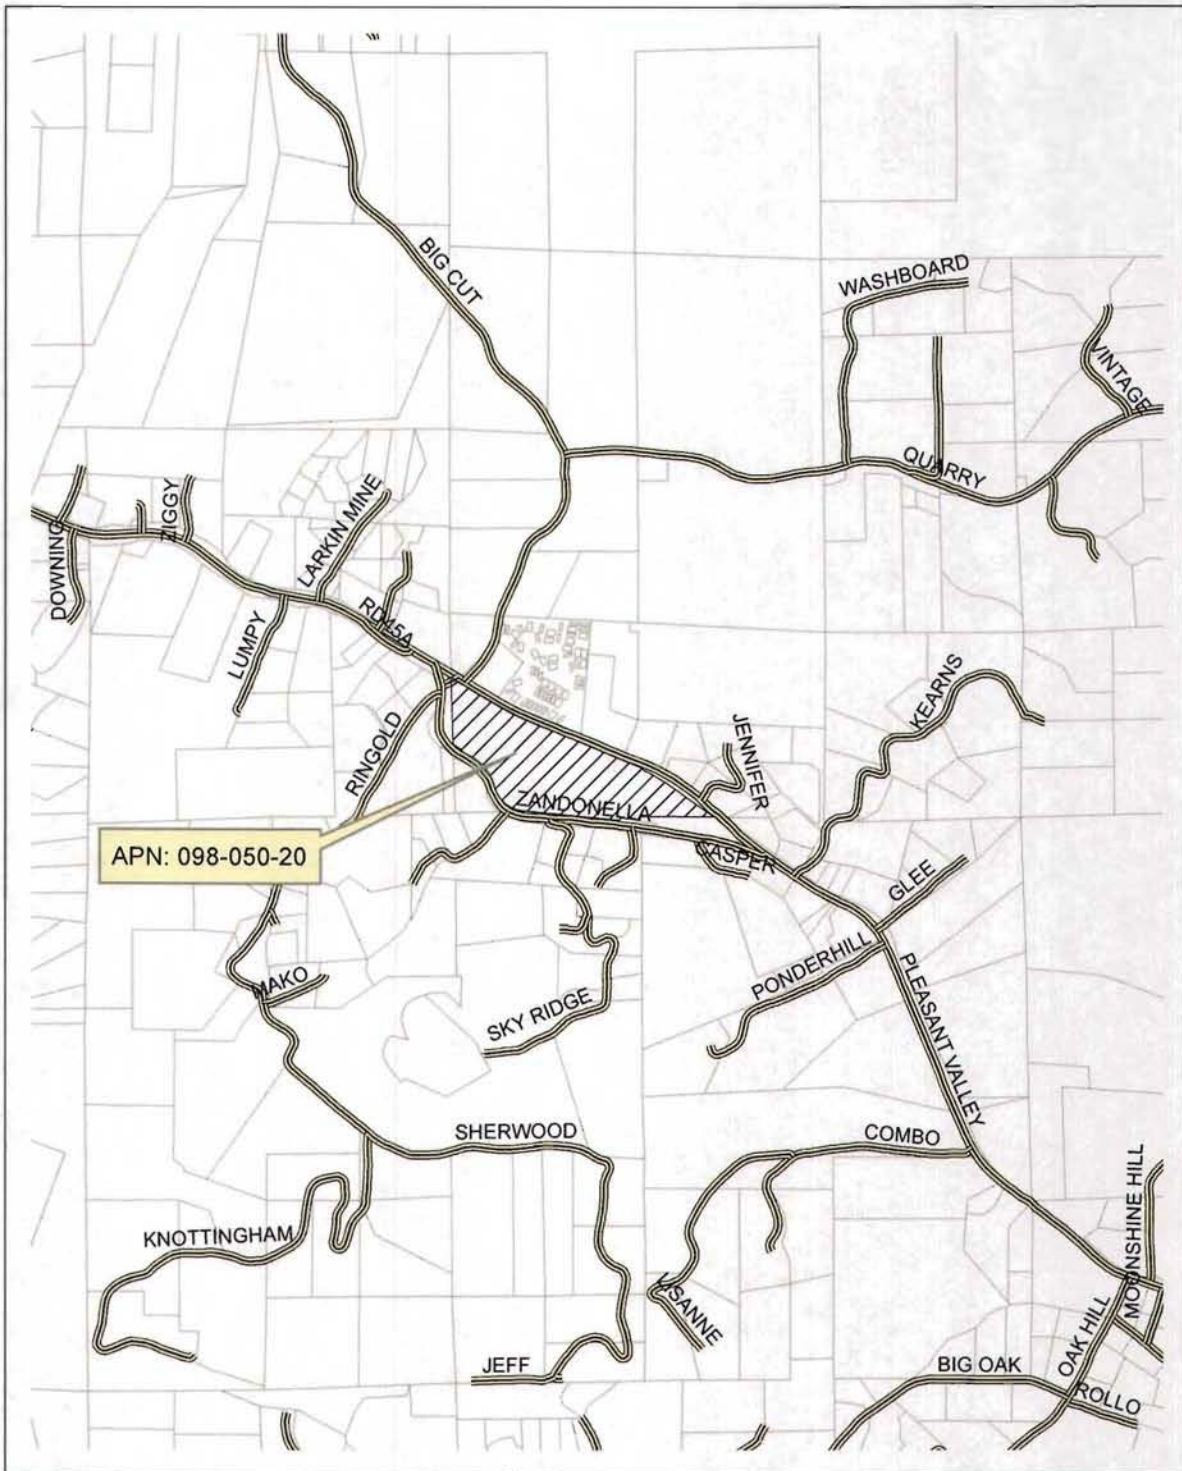 BIG CUT
WASHBOARD
VINTAGE
QUARRY
ZIGGY
LARKIN MINE
DOWNING
LUMPY
RD45A
KEARNS
JENNIFER
RINGOLD
ZANDONELLA
APN: 098-050-20
CASPER
GLEE
PONDERHILL
PLEASANT VALLEY
MAKO
SKY RIDGE
SHERWOOD
COMBO
MOONSHINE HILL
KNOTTINGHAM
LISANNE
OAK HILL
JEFF
BIG OAK
ROLLO